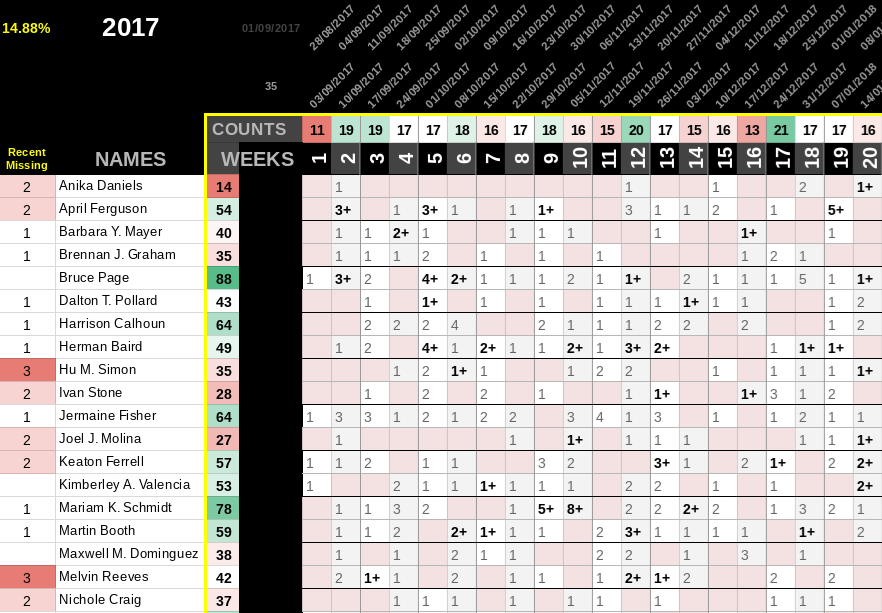 14.88% 2017 01/09/2017 28/08/2017 04/09/2017 11/09/2017 18/09/2017 25/09/2017 02/10/2017 09/10/2017 16/10/2017 23/10/2017 30/10/2017 06/11/2017 13/11/2017 20/11/2017 27/11/2017 04/12/2017 11/12/2017 18/12/2017 25/12/2017 01/01/2018 08/01
35 03/09/2017 10/09/2017 17/09/2017 24/09/2017 01/10/2017 08/10/2017 15/10/2017 22/10/2017 29/10/2017 05/11/2017 12/11/2017 19/11/2017 26/11/2017 03/12/2017 10/12/2017 17/12/2017 24/12/2017 31/12/2017 07/01/2018 14/01
COUNTS 11 19 19 17 17 18 16 17 18 16 15 20 17 15 16 13 21 17 17 16
Recent
Missing NAMES WEEKS 1 2 3 4 5 6 7 8 9 10 11 12 13 14 15 16 17 18 19 20
2 Anika Daniels 14 1 1 1 2 1+
2 April Ferguson 54 3+ 1 3+ 1 1 1+ 3 1 1 2 1 5+
1 Barbara Y. Mayer 40 1 1 2+ 1 1 1 1 1 1+ 1
1 Brennan J. Graham 35 1 1 1 2 1 1 1 1 2 1
Bruce Page 88 1 3+ 2 4+ 2+ 1 1 1 2 1 1+ 2 1 1 1 5 1 1+
1 Dalton T. Pollard 43 1 1+ 1 1 1 1 1 1+ 1 1 1 2
1 Harrison Calhoun 64 2 2 2 4 2 1 1 1 2 2 2 2 2
1 Herman Baird 49 1 2 4+ 1 2+ 1 1 2+ 1 3+ 2+ 1 1+ 1+
3 Hu M. Simon 35 1 2 1+ 1 1 2 2 1 1 1 1 1+
2 Ivan Stone 28 1 2 2 1 1 1+ 1+ 3 1 2
1 Jermaine Fisher 64 1 3 3 1 2 1 2 2 3 4 1 3 1 1 2 1 1
2 Joel J. Molina 27 1 1 1+ 1 1 1 1 1 1+
2 Keaton Ferrell 57 1 1 2 1 1 3 2 3+ 1 2 1+ 2 2+
Kimberley A. Valencia 53 1 2 1 1 1+ 1 1 1 2 2 1 1 2+
1 Mariam K. Schmidt 78 1 1 3 2 1 5+ 8+ 2 2 2+ 2 1 3 2 1
1 Martin Booth 59 1 1 2 2+ 1+ 1 1 2 3+ 1 1 1 1 1+ 2
Maxwell M. Dominguez 38 1 1 2 1 1 2 2 1 3 1
3 Melvin Reeves 42 2 1+ 1 2 1 1 1 2+ 1+ 2 2 2
2 Nichole Craig 37 1 1 1 1 1 1 1 1 1 1